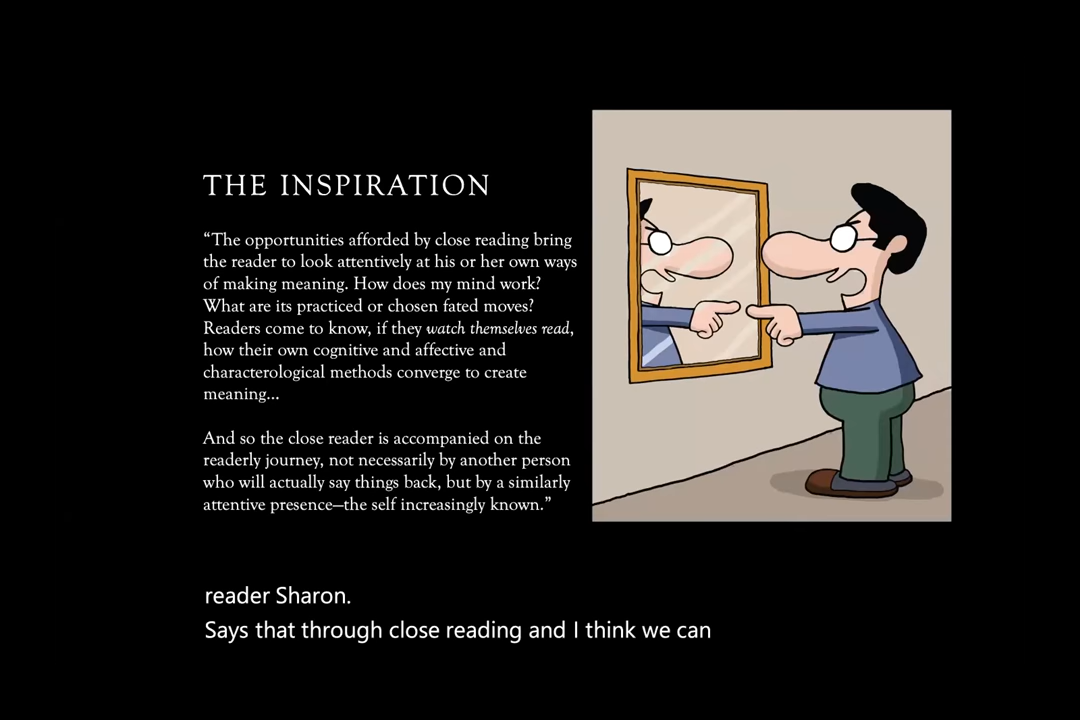 THE INSPIRATION
“The opportunities afforded by close reading bring
the reader to look attentively at his or her own ways
of making meaning. How does my mind work?
What are its practiced or chosen fated moves?
Readers come to know, if they watch themselves read,
how their own cognitive and affective and
characterological methods converge to create
meaning...
And so the close reader is accompanied on the
readerly journey, not necessarily by another person
who will actually say things back, but by a similarly
attentive presence—the self increasingly known.”
reader Sharon.
Says that through close reading and I think we can